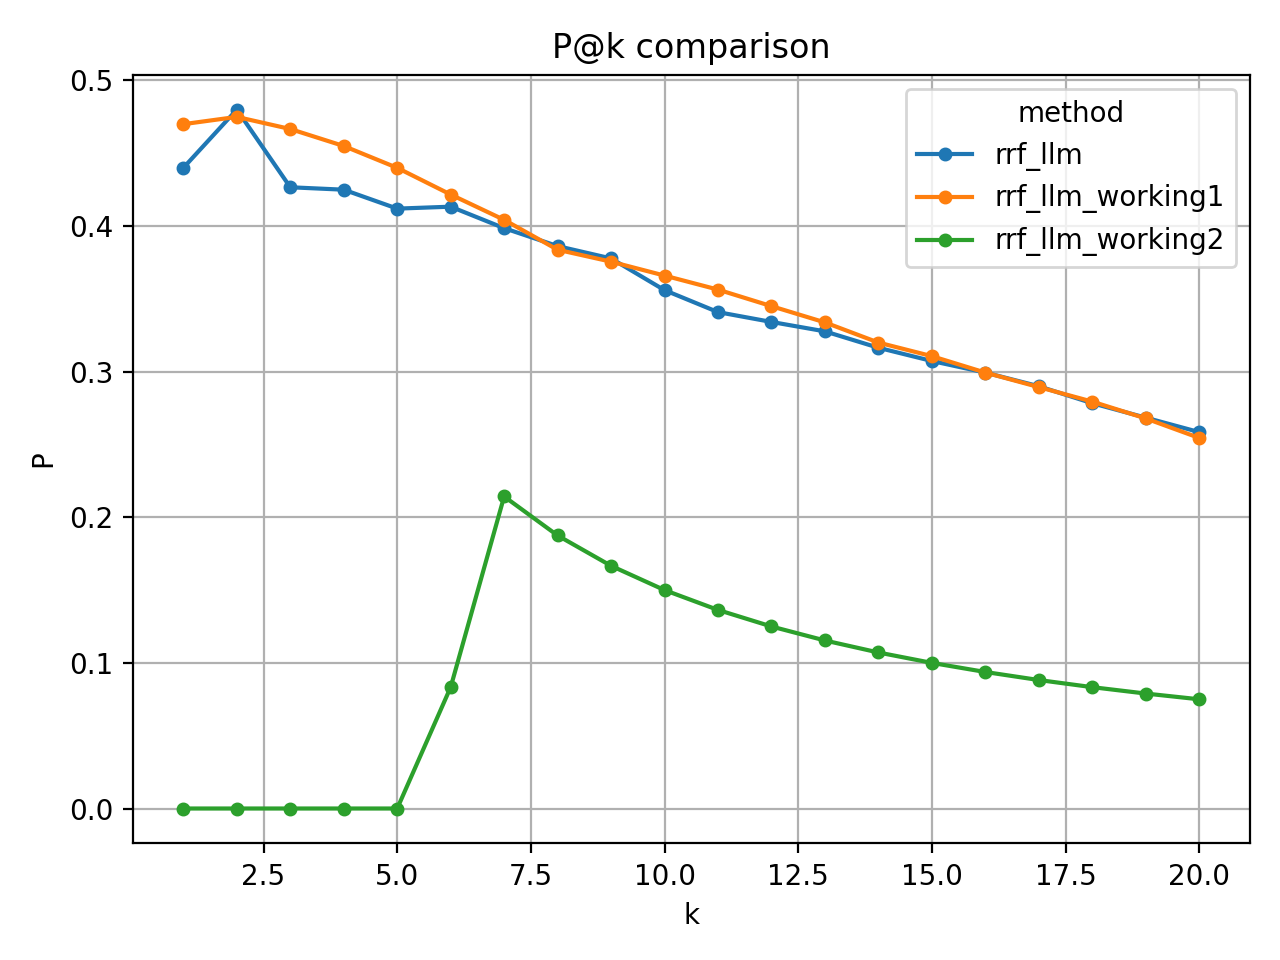 P@k comparison
0.5
0.4
0.3
0.2
0.1
0.0
P
method
rrf_llm
rrf_llm_working1
rrf_llm_working2
2.5 5.0 7.5 10.0 12.5 15.0 17.5 20.0
k